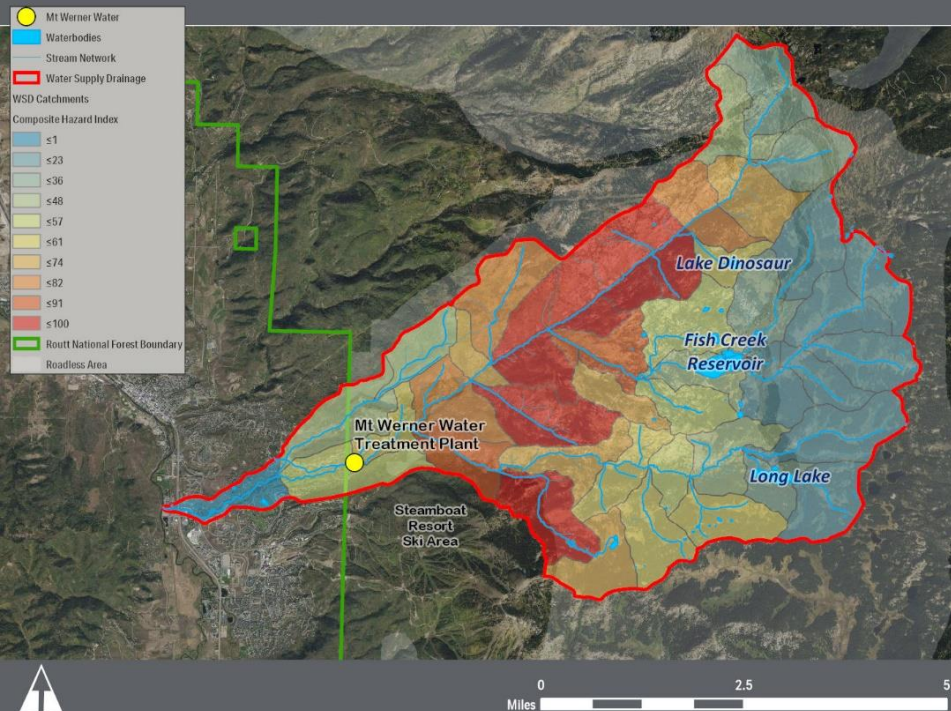 Mt Werner Water
Waterbodies
Stream Network
Water Supply Drainage
WSD Catchments
Composite Hazard Index
≤1
≤23
≤36
≤48
≤57
≤61
≤74
≤82
≤91
≤100
Routt National Forest Boundary
Roadless Area
Lake Dinosaur
Fish Creek
Reservoir
Mt Werner Water
Treatment Plant
Long Lake
Steamboat
Resort
Ski Area
0 2.5 5
Miles